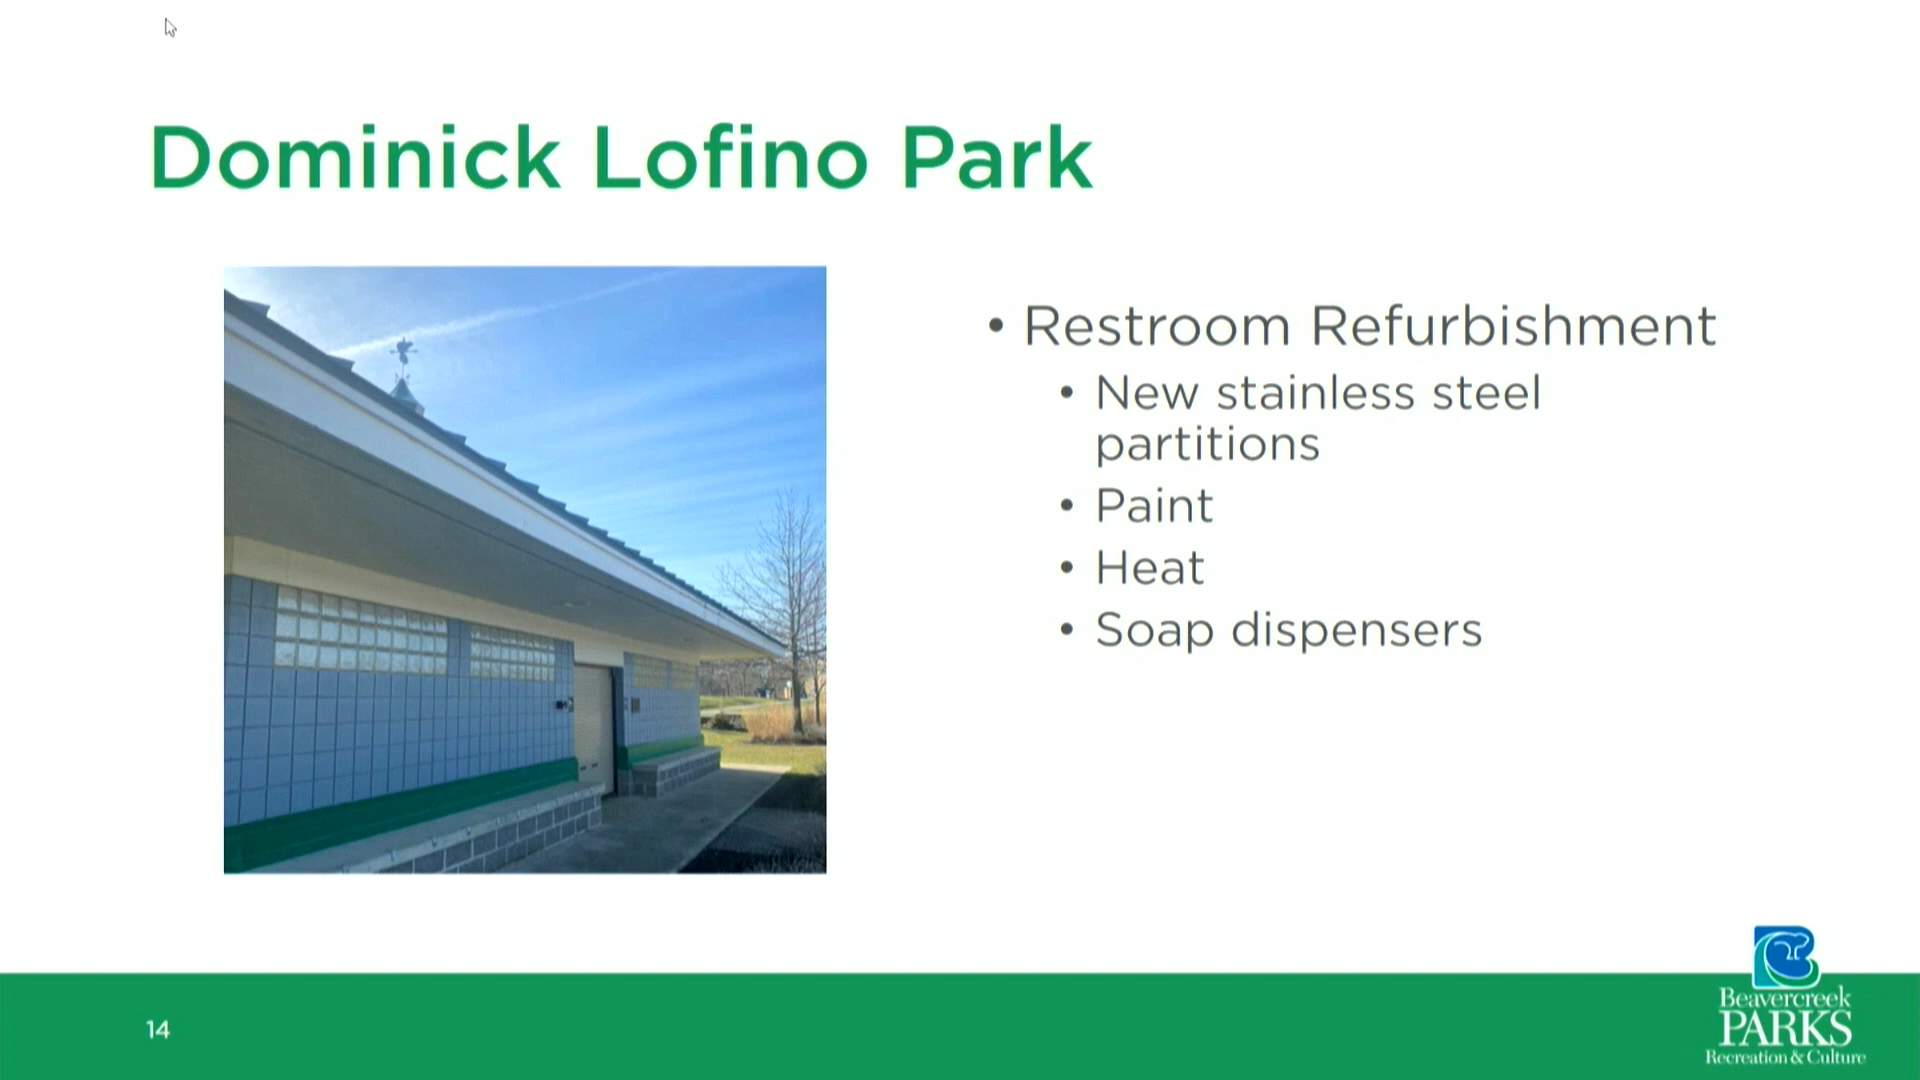 Dominick Lofino Park
• Restroom Refurbishment
• New stainless steel
partitions
• Paint
• Heat
• Soap dispensers
14
Beavercreek
PARKS
Recreation & Culture